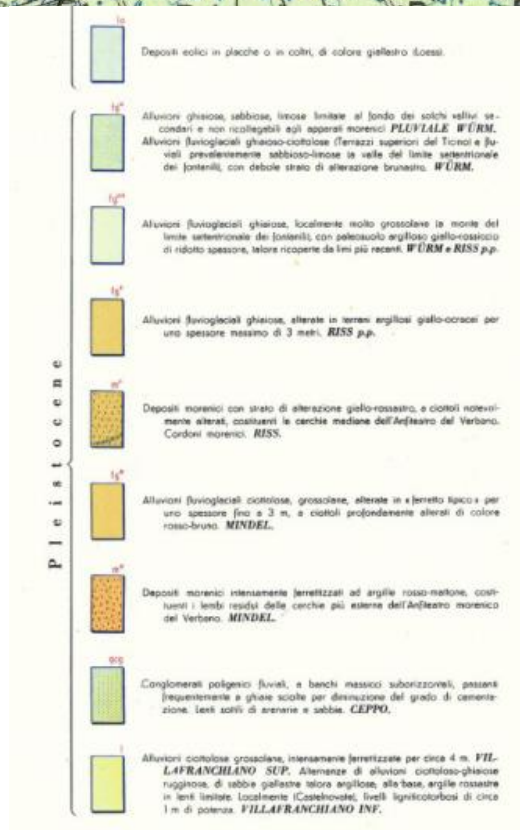 lo
Depositi eolici in placche o in coltri, di colore giallastro (Loess).
Alluvioni ghiaiose, sabbiose, limose limitate al fondo dei solchi vallivi se-
condari e non ricollegabili agli apparati morenici PLUVIALE WÜRM.
Alluvioni fluvioglaciali ghiaioso-ciottolose (Terrazzi superiori del Ticino) e flu-
viali prevalentemente sabbioso-limose (a valle del limite settentrionale
dei fontanili), con debole strato di alterazione brunastro. WÜRM.
Alluvioni fluvioglaciali ghiaiose, localmente molto grossolane (a monte del
limite settentrionale dei fontanili), con paleosuolo argilloso giallo-rossiccio
di ridotto spessore, talora ricoperte da limi più recenti. WÜRM e RISS p.p.
Alluvioni fluvioglaciali ghiaiose, alterate in terreni argillosi giallo-ocracei per
uno spessore massimo di 3 metri. RISS p.p.
Depositi morenici con strato di alterazione giallo-rossastro, a ciottoli notevol-
mente alterati, costituenti le cerchie mediane dell'Anfiteatro del Verbano.
Cordoni morenici. RISS.
Pleistocene
Alluvioni fluvioglaciali ciottolose, grossolane, alterate in « ferretto tipico » per
uno spessore fino a 3 m, a ciottoli profondamente alterati di colore
rosso-bruno. MINDEL.
Depositi morenici intensamente ferrettizzati ad argille rosso-mattone, costi-
tuenti i lembi residui delle cerchie più esterne dell'Anfiteatro morenico
del Verbano. MINDEL.
qcg
Conglomerati poligenici fluviali, a banchi massicci suborizzontali, passanti
frequentemente a ghiaie sciolte per diminuzione del grado di cementa-
zione. Lenti sottili di arenarie e sabbie. CEPPO.
l
Alluvioni ciottolose grossolane, intensamente ferrettizzate per circa 4 m. VIL-
LAFRANCHIANO SUP. Alternanze di alluvioni ciottoloso-ghiaiose
rugginose, di sabbie giallastre talora argillose; alla base, argille rossastre
in lenti limitate. Localmente (Castelnovate), livelli ligniticotorbosi di circa
1 m di potenza. VILLAFRANCHIANO INF.